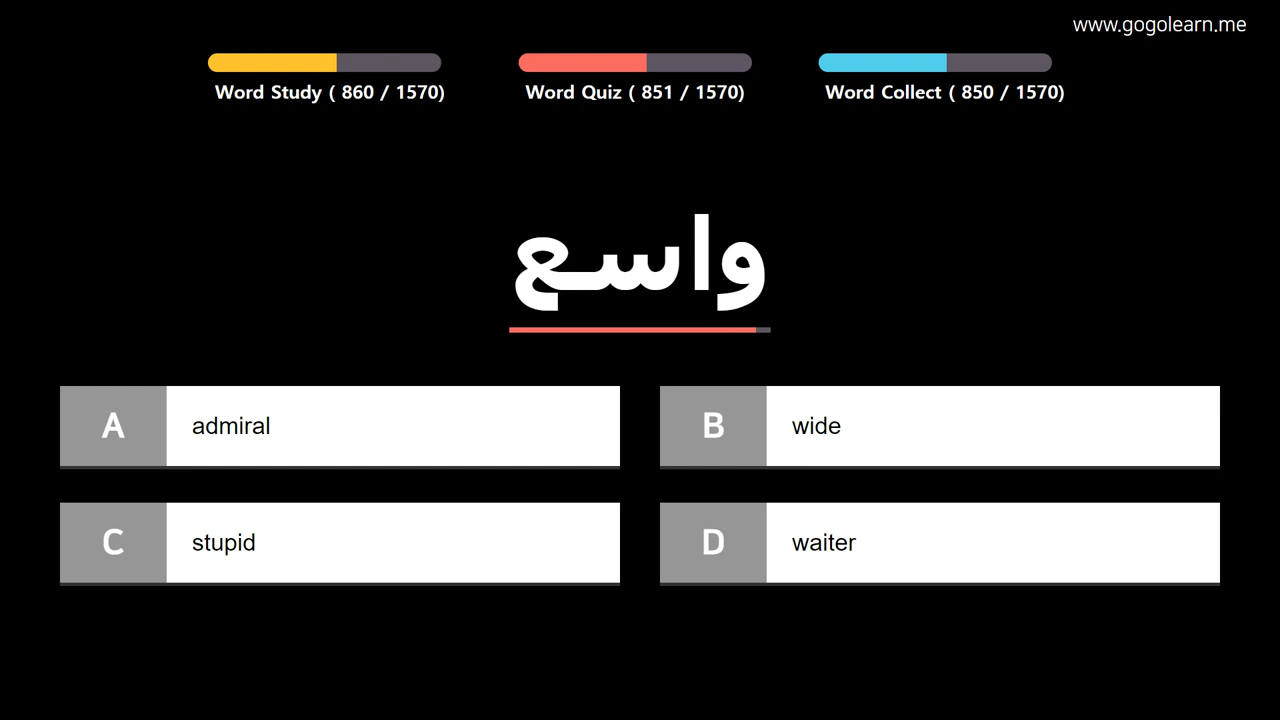 www.gogolearn.me
Word Study ( 860 / 1570)
Word Quiz ( 851 / 1570)
Word Collect ( 850 / 1570)
واسع
A admiral
B wide
C stupid
D waiter